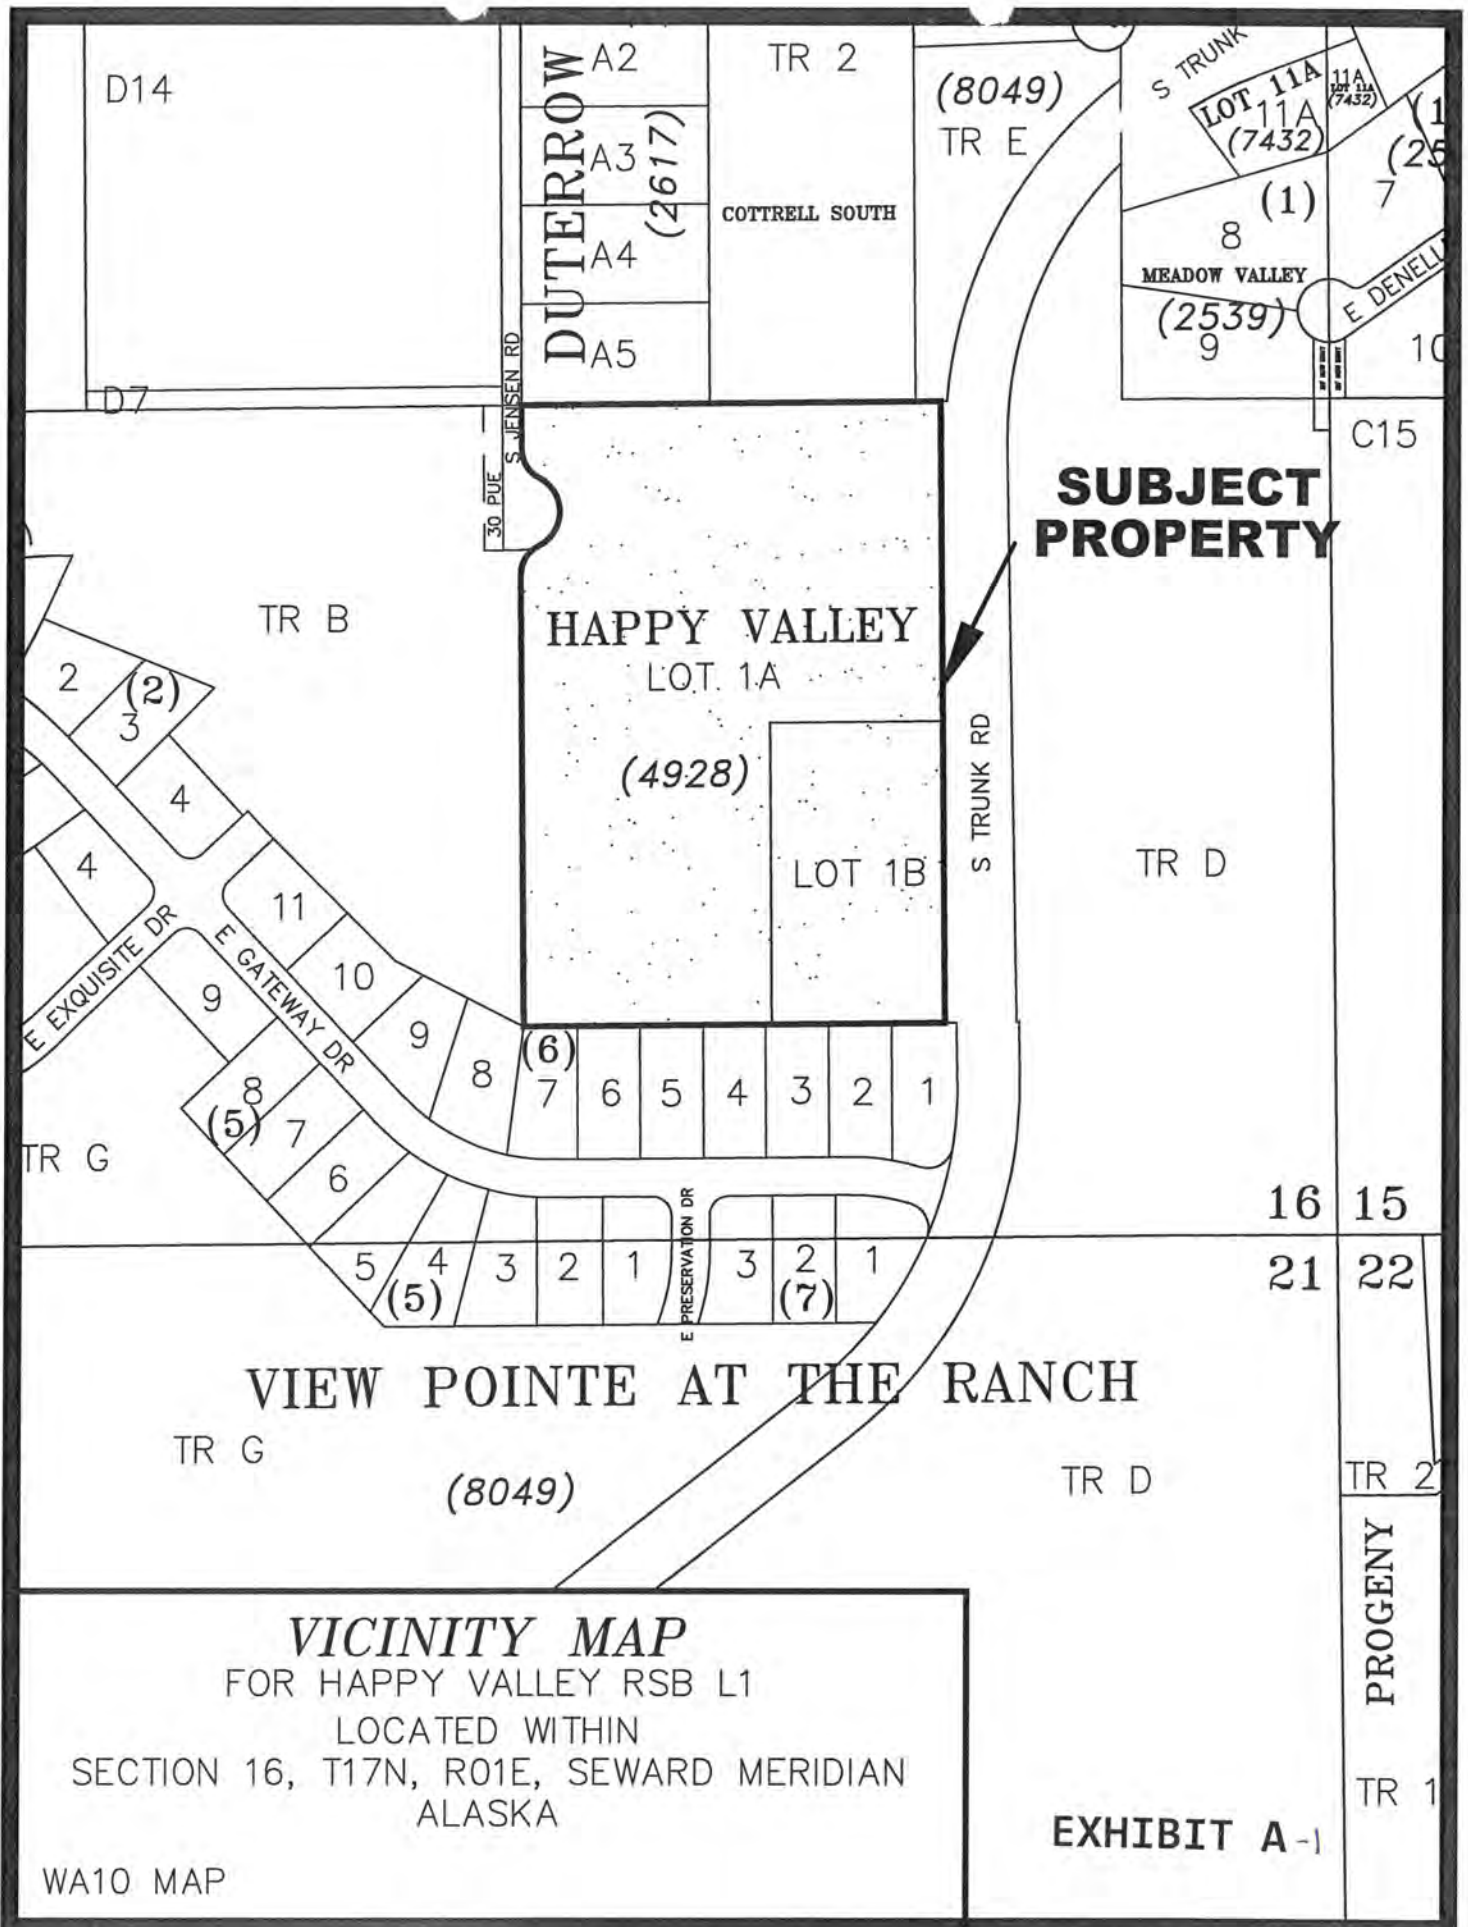 D14
DUTERROW
A2
A3
A4
A5
(2617)
TR 2
COTTRELL SOUTH
(8049)
TR E
S TRUNK
LOT 11A
11A
(7432)
11A
LOT 11A
(7432)
(1)
8
7
MEADOW VALLEY
(2539)
9
E DENELL
10
C15
D7
S JENSEN RD
30 PUE
SUBJECT
PROPERTY
TR B
HAPPY VALLEY
LOT 1A
(4928)
LOT 1B
S TRUNK RD
TR D
2
(2)
3
4
4
11
10
9
8
E EXQUISITE DR
E GATEWAY DR
9
8
(5)
7
6
TR G
(6)
7
6
5
4
3
2
1
16
15
21
22
5
4
(5)
3
2
1
E PRESERVATION DR
3
2
(7)
1
VIEW POINTE AT THE RANCH
TR G
(8049)
TR D
TR 2
PROGENY
TR 1
VICINITY MAP
FOR HAPPY VALLEY RSB L1
LOCATED WITHIN
SECTION 16, T17N, R01E, SEWARD MERIDIAN
ALASKA
WA10 MAP
EXHIBIT A-1